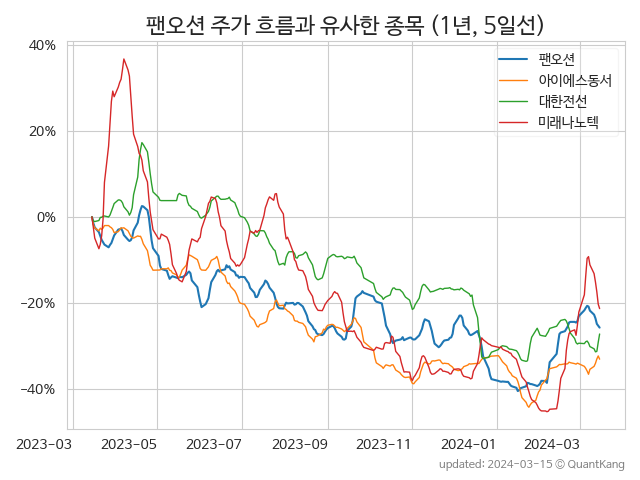 팬오션 주가 흐름과 유사한 종목 (1년, 5일선)
팬오션
아이에스동서
대한전선
미래나노텍
40%
20%
0%
−20%
−40%
2023−03
2023−05
2023−07
2023−09
2023−11
2024−01
2024−03
updated: 2024−03−15 © QuantKang